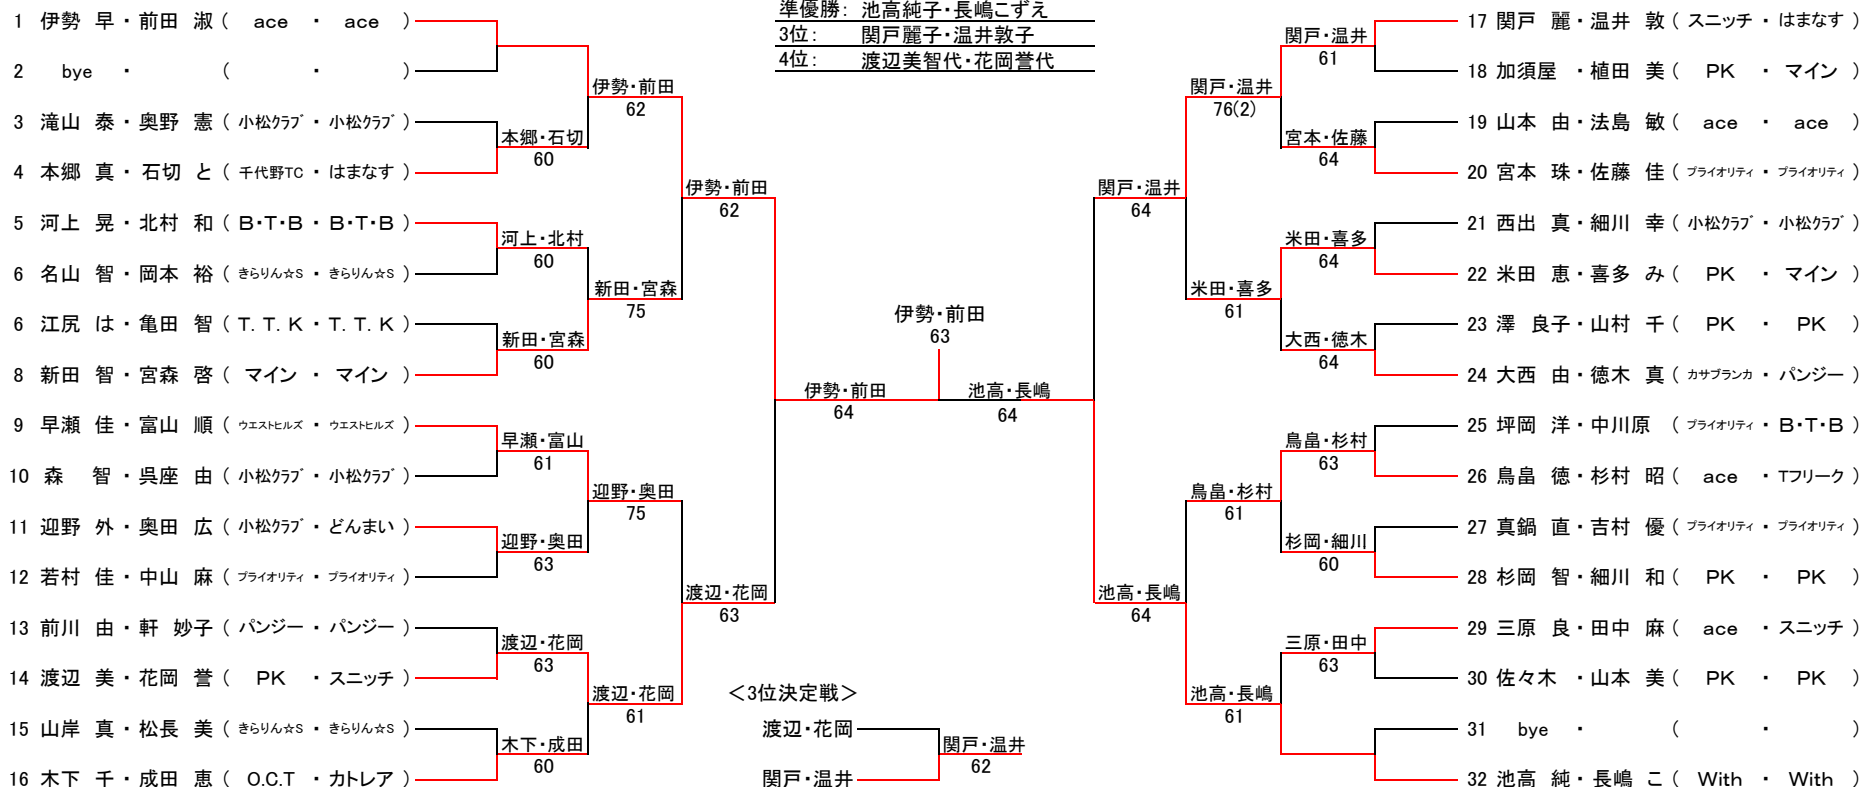 準優勝: 池高純子・長嶋こずえ
3位: 関戸麗子・温井敦子
4位: 渡辺美智代・花岡誉代
1 伊勢 早・前田 淑 ( ace ・ ace )
2 bye ・ ( ・ )
3 滝山 泰・奥野 憲 ( 小松クラブ ・ 小松クラブ )
4 本郷 真・石切 と ( 千代野TC ・ はまなす )
5 河上 晃・北村 和 ( B・T・B ・ B・T・B )
6 名山 智・岡本 裕 ( きらりん☆S ・ きらりん☆S )
6 江尻 は・亀田 智 ( T. T. K ・ T. T. K )
8 新田 智・宮森 啓 ( マイン ・ マイン )
9 早瀬 佳・富山 順 ( ウエストヒルズ ・ ウエストヒルズ )
10 森 智・呉座 由 ( 小松クラブ ・ 小松クラブ )
11 迎野 外・奥田 広 ( 小松クラブ ・ どんまい )
12 若村 佳・中山 麻 ( プライオリティ ・ プライオリティ )
13 前川 由・軒 妙子 ( パンジー ・ パンジー )
14 渡辺 美・花岡 誉 ( PK ・ スニッチ )
15 山岸 真・松長 美 ( きらりん☆S ・ きらりん☆S )
16 木下 千・成田 恵 ( O.C.T ・ カトレア )
本郷・石切
60
河上・北村
60
新田・宮森
60
早瀬・富山
61
迎野・奥田
63
渡辺・花岡
63
木下・成田
60
伊勢・前田
62
新田・宮森
75
迎野・奥田
75
渡辺・花岡
61
伊勢・前田
62
渡辺・花岡
63
伊勢・前田
64
伊勢・前田
63
池高・長嶋
64
関戸・温井
64
池高・長嶋
64
関戸・温井
76(2)
米田・喜多
61
鳥畠・杉村
61
池高・長嶋
61
関戸・温井
61
宮本・佐藤
64
米田・喜多
64
大西・徳木
64
鳥畠・杉村
63
杉岡・細川
60
三原・田中
63
17 関戸 麗・温井 敦 ( スニッチ ・ はまなす )
18 加須屋 ・植田 美 ( PK ・ マイン )
19 山本 由・法島 敏 ( ace ・ ace )
20 宮本 珠・佐藤 佳 ( プライオリティ ・ プライオリティ )
21 西出 真・細川 幸 ( 小松クラブ ・ 小松クラブ )
22 米田 恵・喜多 み ( PK ・ マイン )
23 澤 良子・山村 千 ( PK ・ PK )
24 大西 由・徳木 真 ( カサブランカ ・ パンジー )
25 坪岡 洋・中川原 ( プライオリティ ・ B・T・B )
26 鳥畠 徳・杉村 昭 ( ace ・ Tフリーク )
27 真鍋 直・吉村 優 ( プライオリティ ・ プライオリティ )
28 杉岡 智・細川 和 ( PK ・ PK )
29 三原 良・田中 麻 ( ace ・ スニッチ )
30 佐々木 ・山本 美 ( PK ・ PK )
31 bye ・ ( ・ )
32 池高 純・長嶋 こ ( With ・ With )
<3位決定戦>
渡辺・花岡
関戸・温井
関戸・温井
62